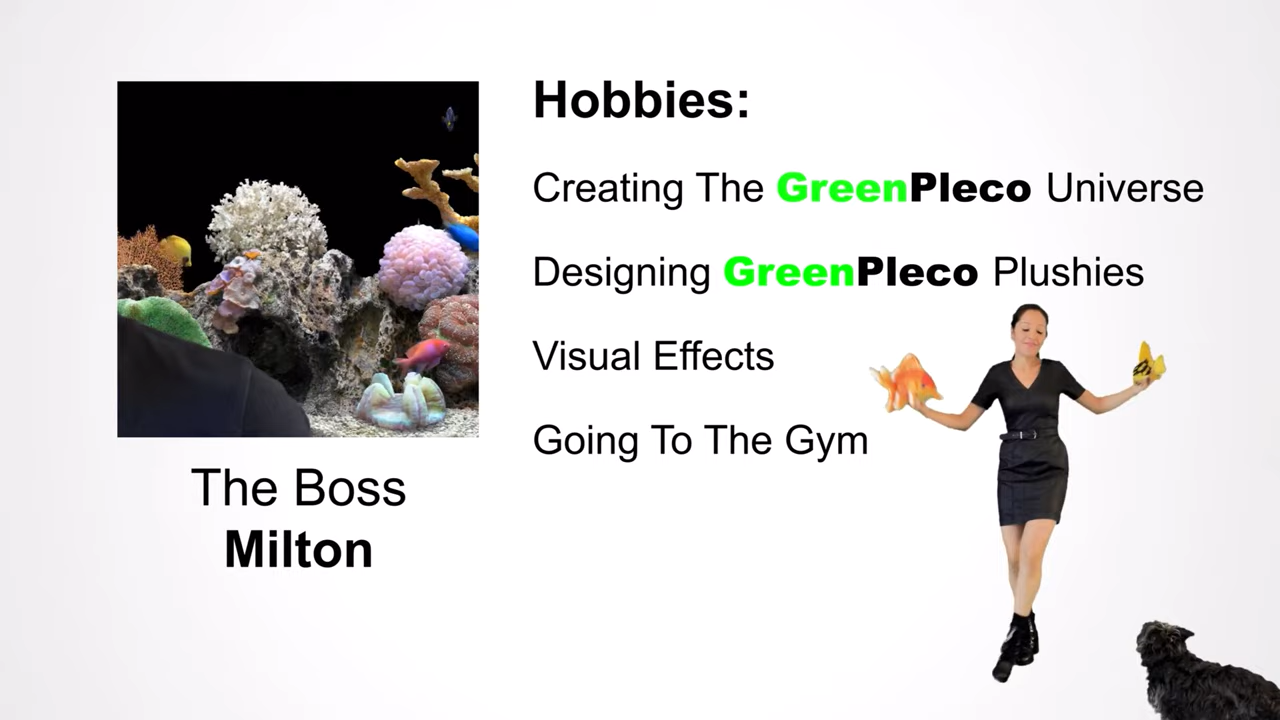 Hobbies:
Creating The GreenPleco Universe
Designing GreenPleco Plushies
Visual Effects
Going To The Gym
The Boss
Milton